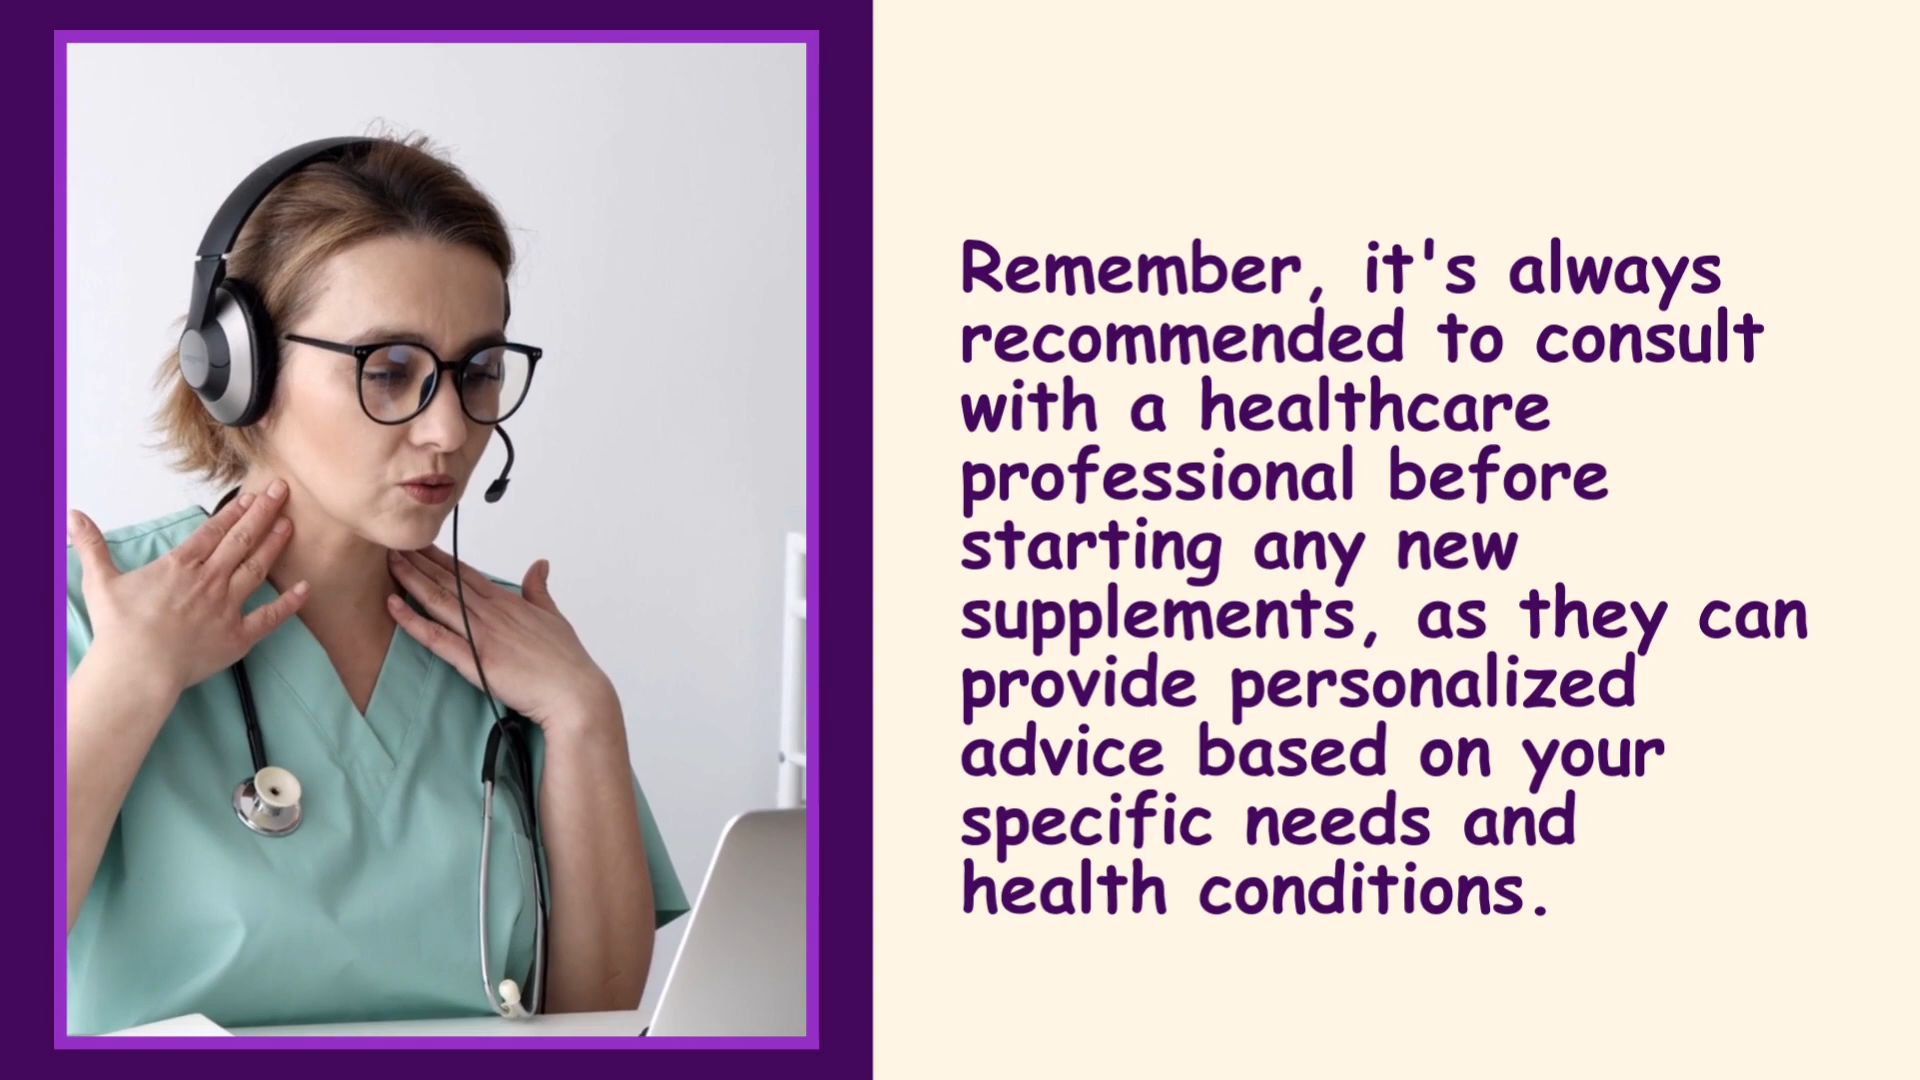 Remember, it's always
recommended to consult
with a healthcare
professional before
starting any new
supplements, as they can
provide personalized
advice based on your
specific needs and
health conditions.